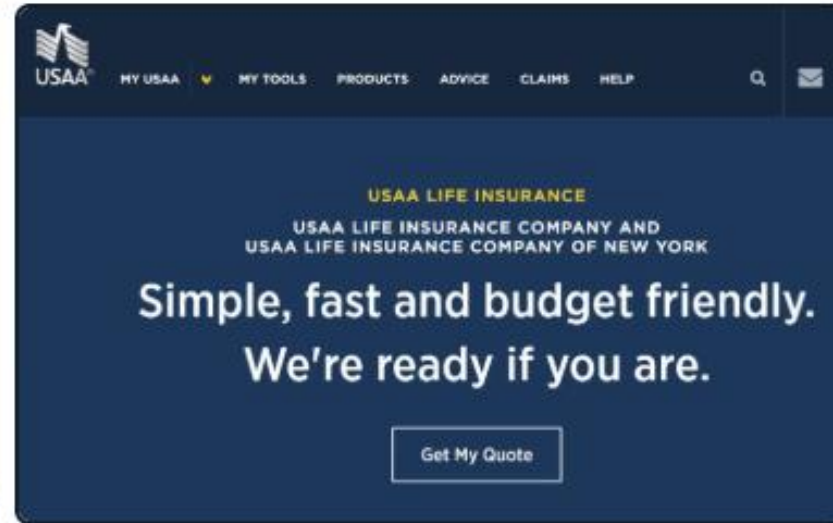 USAA®
MY USAA MY TOOLS PRODUCTS ADVICE CLAIMS HELP
USAA LIFE INSURANCE
USAA LIFE INSURANCE COMPANY AND
USAA LIFE INSURANCE COMPANY OF NEW YORK
Simple, fast and budget friendly.
We're ready if you are.
Get My Quote